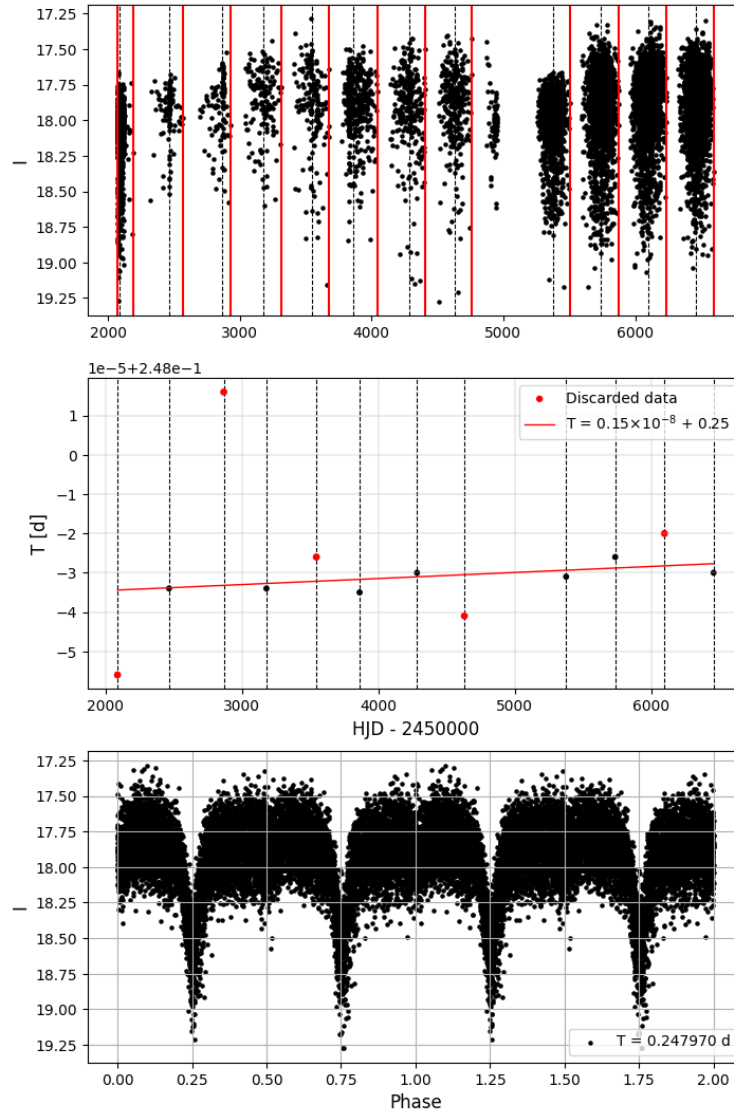 17.25
17.50
17.75
18.00
I
18.25
18.50
18.75
19.00
19.25
2000 3000 4000 5000 6000
1e-5+2.48e-1
Discarded data
T = 0.15×10⁻⁸ + 0.25
1
0
−1
T [d]
−2
−3
−4
−5
2000 3000 4000 5000 6000
HJD - 2450000
17.25
17.50
17.75
18.00
I
18.25
18.50
18.75
19.00
19.25
T = 0.247970 d
0.00 0.25 0.50 0.75 1.00 1.25 1.50 1.75 2.00
Phase